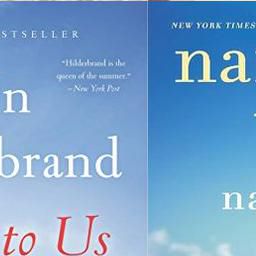 STSELLER
"Hilderbrand is the
queen of the summer."
– New York Post
n
brand
to Us
NEW YORK TIMES
na
na